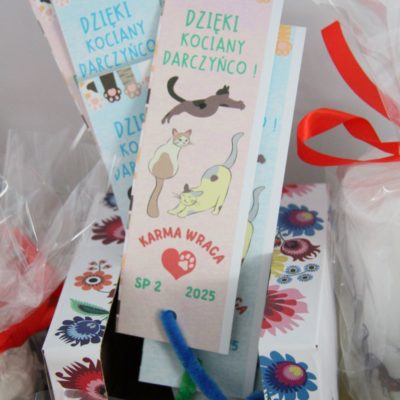 DZIĘKI
KOCIANY
DARCZYŃCO !
DZIĘKI
KOCIANY
DARCZYŃCO !
KARMA WRACA
SP 2 2025